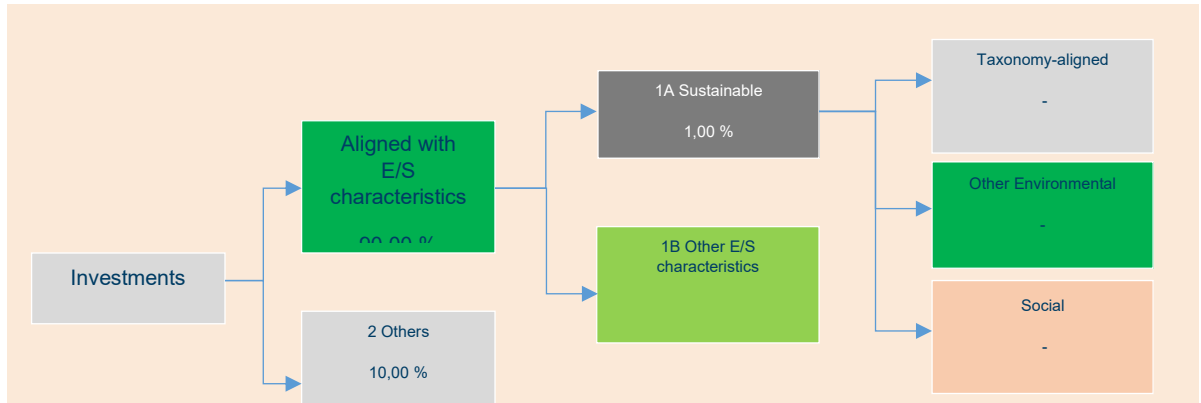 Investments
Aligned with
E/S
characteristics
2 Others
10,00 %
1A Sustainable
1,00 %
1B Other E/S
characteristics
Taxonomy-aligned
-
Other Environmental
-
Social
-